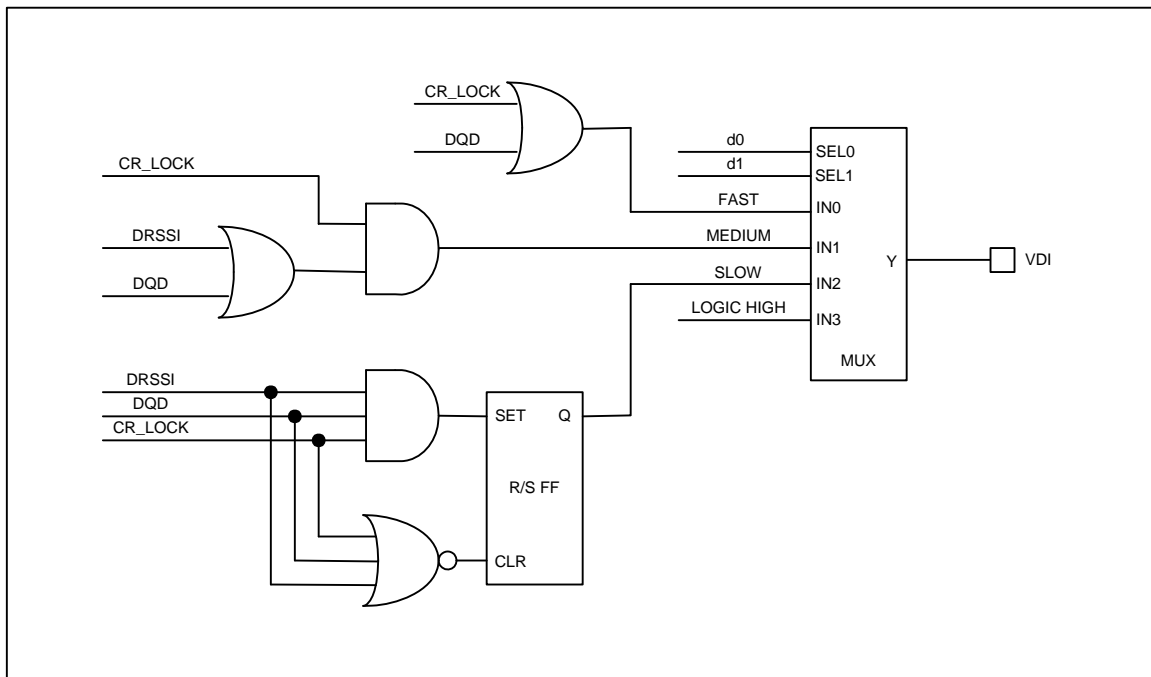 CR_LOCK
DQD
CR_LOCK
DRSSI
DQD
d0
d1
FAST
MEDIUM
SLOW
LOGIC HIGH
SEL0
SEL1
IN0
IN1
IN2
IN3
Y
MUX
VDI
DRSSI
DQD
CR_LOCK
SET
Q
R/S FF
CLR